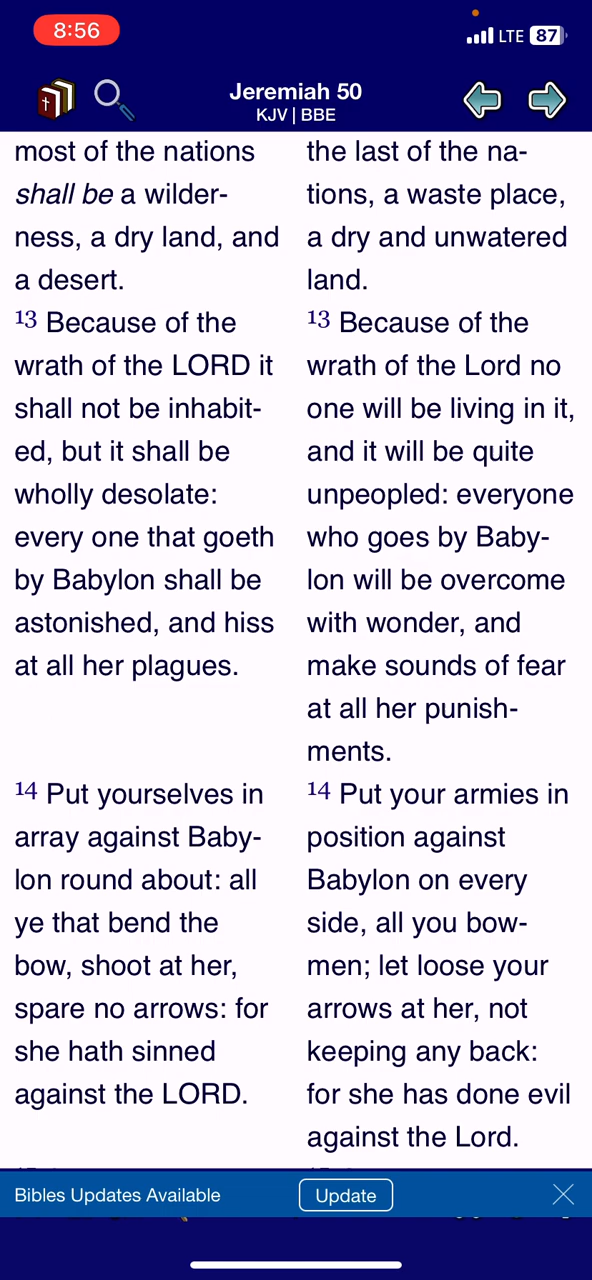 8:56
LTE 87
Jeremiah 50
KJV | BBE
most of the nations
shall be a wilder-
ness, a dry land, and
a desert.
13 Because of the
wrath of the LORD it
shall not be inhabit-
ed, but it shall be
wholly desolate:
every one that goeth
by Babylon shall be
astonished, and hiss
at all her plagues.
14 Put yourselves in
array against Baby-
lon round about: all
ye that bend the
bow, shoot at her,
spare no arrows: for
she hath sinned
against the LORD.
the last of the na-
tions, a waste place,
a dry and unwatered
land.
13 Because of the
wrath of the Lord no
one will be living in it,
and it will be quite
unpeopled: everyone
who goes by Baby-
lon will be overcome
with wonder, and
make sounds of fear
at all her punish-
ments.
14 Put your armies in
position against
Babylon on every
side, all you bow-
men; let loose your
arrows at her, not
keeping any back:
for she has done evil
against the Lord.
Bibles Updates Available
Update